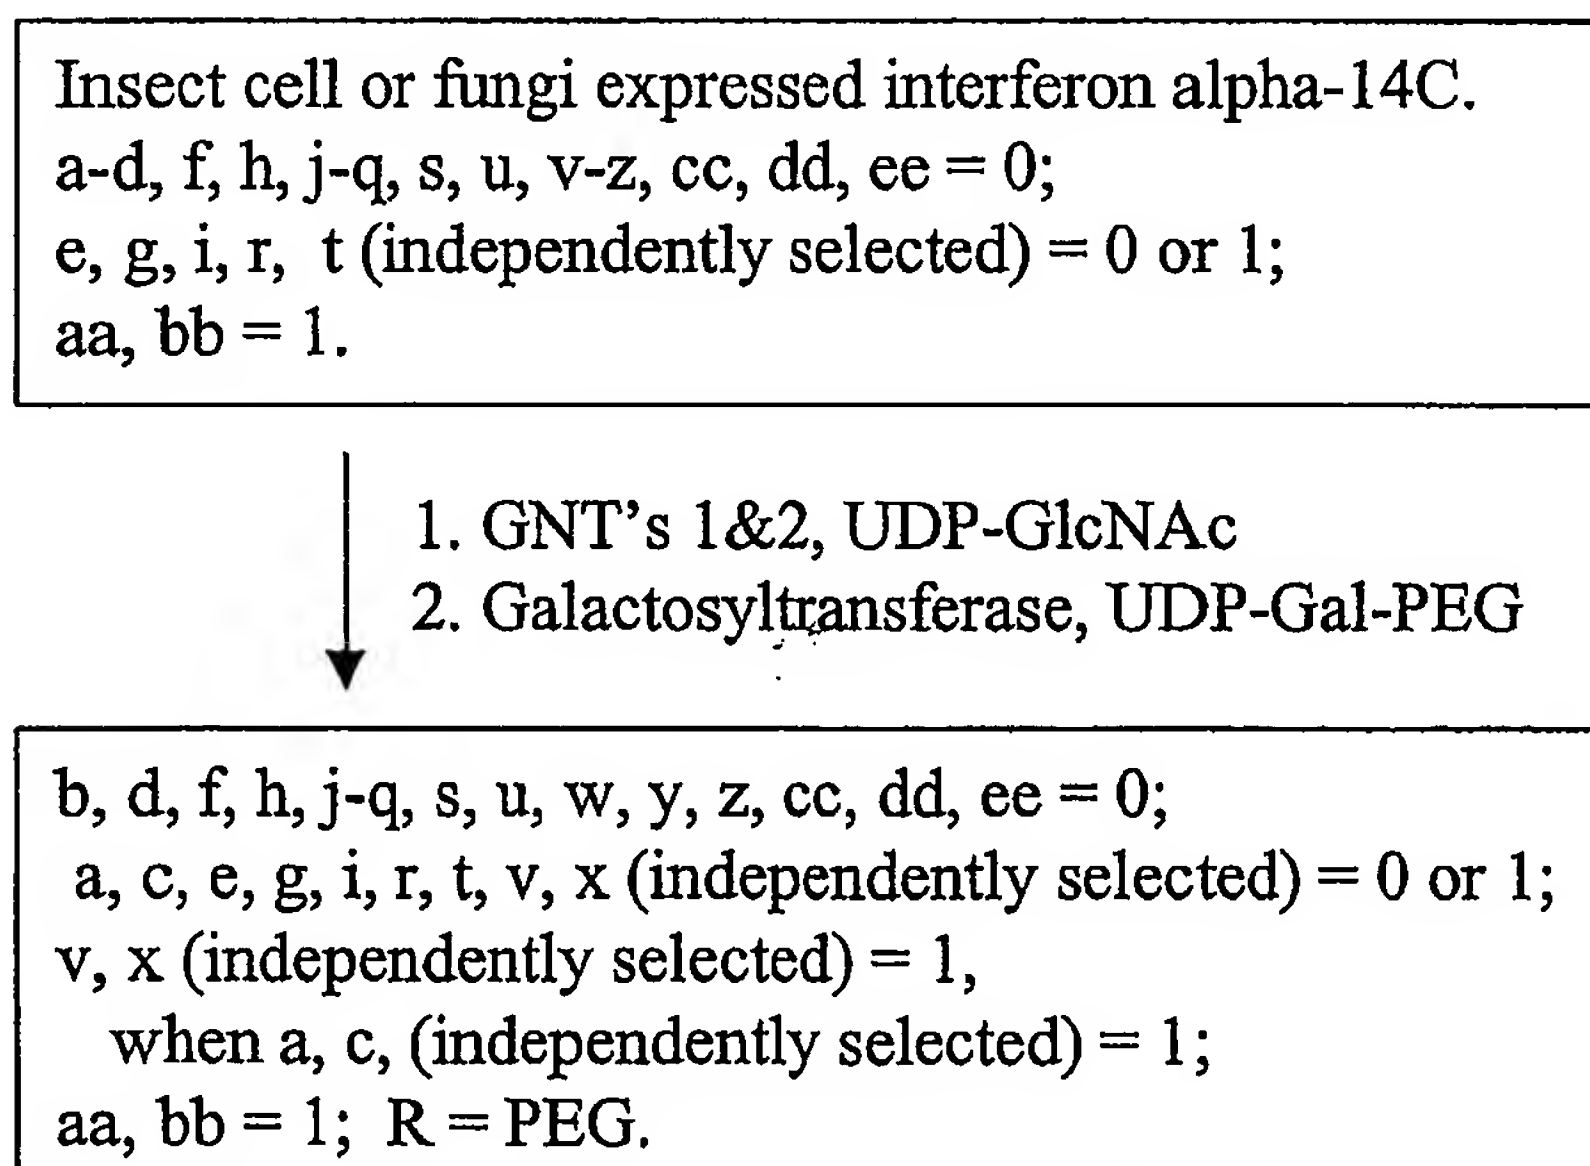 Insect cell or fungi expressed interferon alpha-14C.
a-d, f, h, j-q, s, u, v-z, cc, dd, ee = 0;
e, g, i, r, t (independently selected) = 0 or 1;
aa, bb = 1.
1. GNT's 1&2, UDP-GlcNAc
2. Galactosyltransferase, UDP-Gal-PEG
b, d, f, h, j-q, s, u, w, y, z, cc, dd, ee = 0;
a, c, e, g, i, r, t, v, x (independently selected) = 0 or 1;
v, x (independently selected) = 1,
when a, c, (independently selected) = 1;
aa, bb = 1; R = PEG.